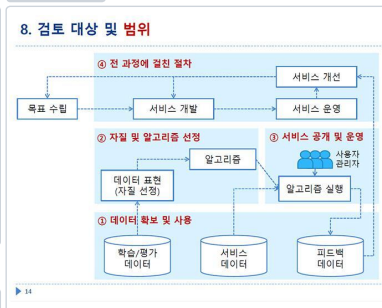 8. 검토 대상 및 범위
④ 전 과정에 걸친 절차
서비스 개선
목표 수립
서비스 개발
서비스 운영
② 자질 및 알고리즘 선정
③ 서비스 공개 및 운영
알고리즘
사용자
관리자
데이터 표현
(자질 선정)
알고리즘 실행
① 데이터 확보 및 사용
학습/평가
데이터
서비스
데이터
피드백
데이터
14